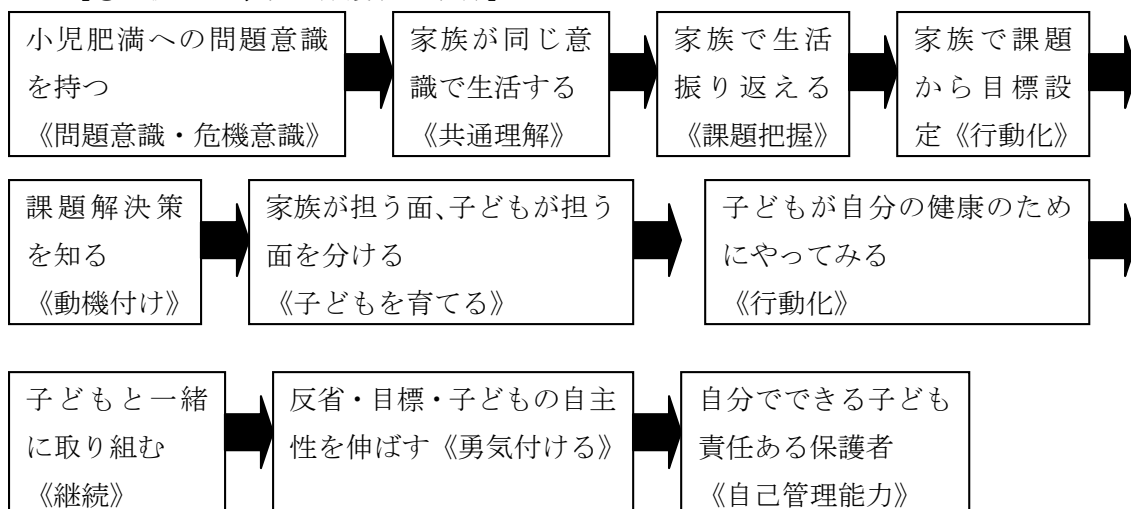 小児肥満への問題意識
を持つ
《問題意識・危機意識》
家族が同じ意
識で生活する
《共通理解》
家族で生活
振り返える
《課題把握》
家族で課題
から目標設
定《行動化》
課題解決策
を知る
《動機付け》
家族が担う面、子どもが担う
面を分ける
《子どもを育てる》
子どもが自分の健康のため
にやってみる
《行動化》
子どもと一緒
に取り組む
《継続》
反省・目標・子どもの自主
性を伸ばす《勇気付ける》
自分でできる子ども
責任ある保護者
《自己管理能力》